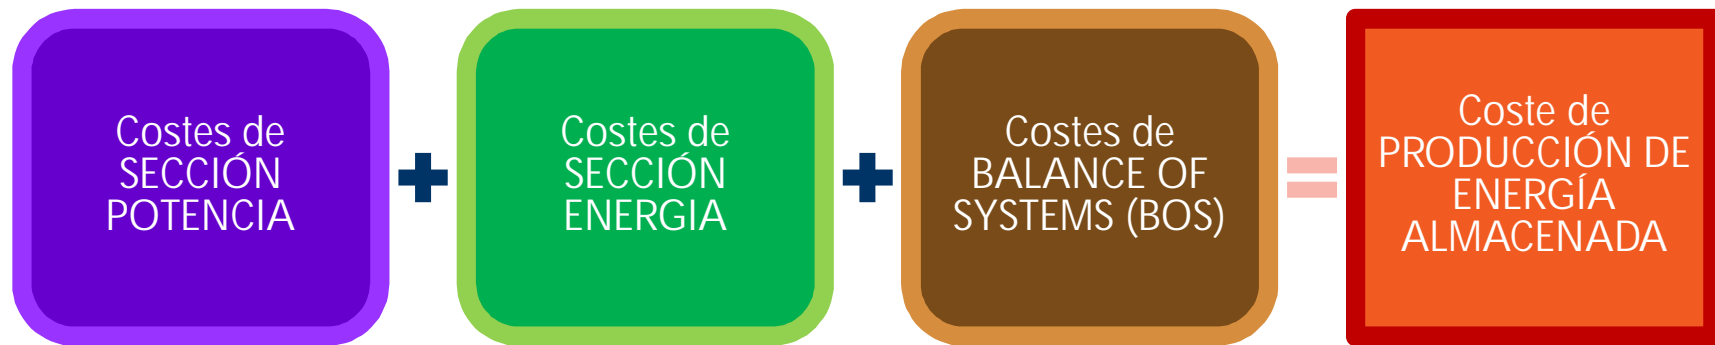 Costes de
SECCIÓN
POTENCIA
Costes de
SECCIÓN
ENERGIA
Costes de
BALANCE OF
SYSTEMS (BOS)
Coste de
PRODUCCIÓN DE
ENERGÍA
ALMACENADA